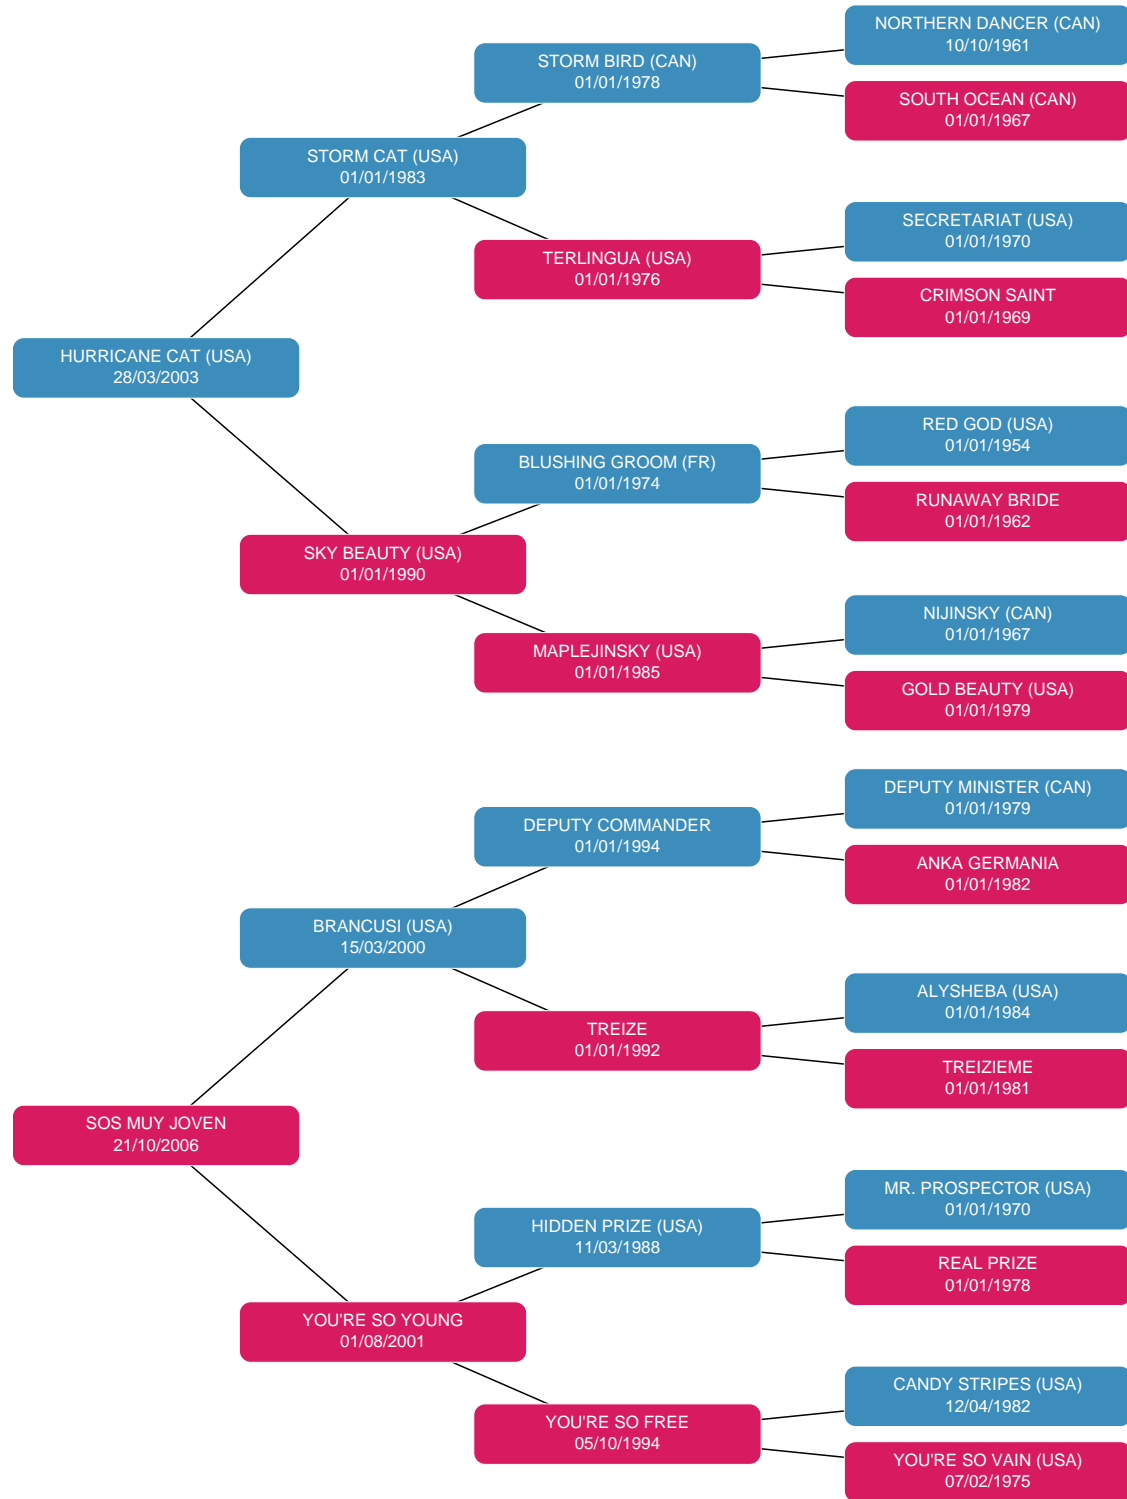 NORTHERN DANCER (CAN)
10/10/1961
STORM BIRD (CAN)
01/01/1978
SOUTH OCEAN (CAN)
01/01/1967
STORM CAT (USA)
01/01/1983
SECRETARIAT (USA)
01/01/1970
TERLINGUA (USA)
01/01/1976
CRIMSON SAINT
01/01/1969
HURRICANE CAT (USA)
28/03/2003
RED GOD (USA)
01/01/1954
BLUSHING GROOM (FR)
01/01/1974
RUNAWAY BRIDE
01/01/1962
SKY BEAUTY (USA)
01/01/1990
NIJINSKY (CAN)
01/01/1967
MAPLEJINSKY (USA)
01/01/1985
GOLD BEAUTY (USA)
01/01/1979
DEPUTY MINISTER (CAN)
01/01/1979
DEPUTY COMMANDER
01/01/1994
ANKA GERMANIA
01/01/1982
BRANCUSI (USA)
15/03/2000
ALYSHEBA (USA)
01/01/1984
TREIZE
01/01/1992
TREIZIEME
01/01/1981
SOS MUY JOVEN
21/10/2006
MR. PROSPECTOR (USA)
01/01/1970
HIDDEN PRIZE (USA)
11/03/1988
REAL PRIZE
01/01/1978
YOU'RE SO YOUNG
01/08/2001
CANDY STRIPES (USA)
12/04/1982
YOU'RE SO FREE
05/10/1994
YOU'RE SO VAIN (USA)
07/02/1975